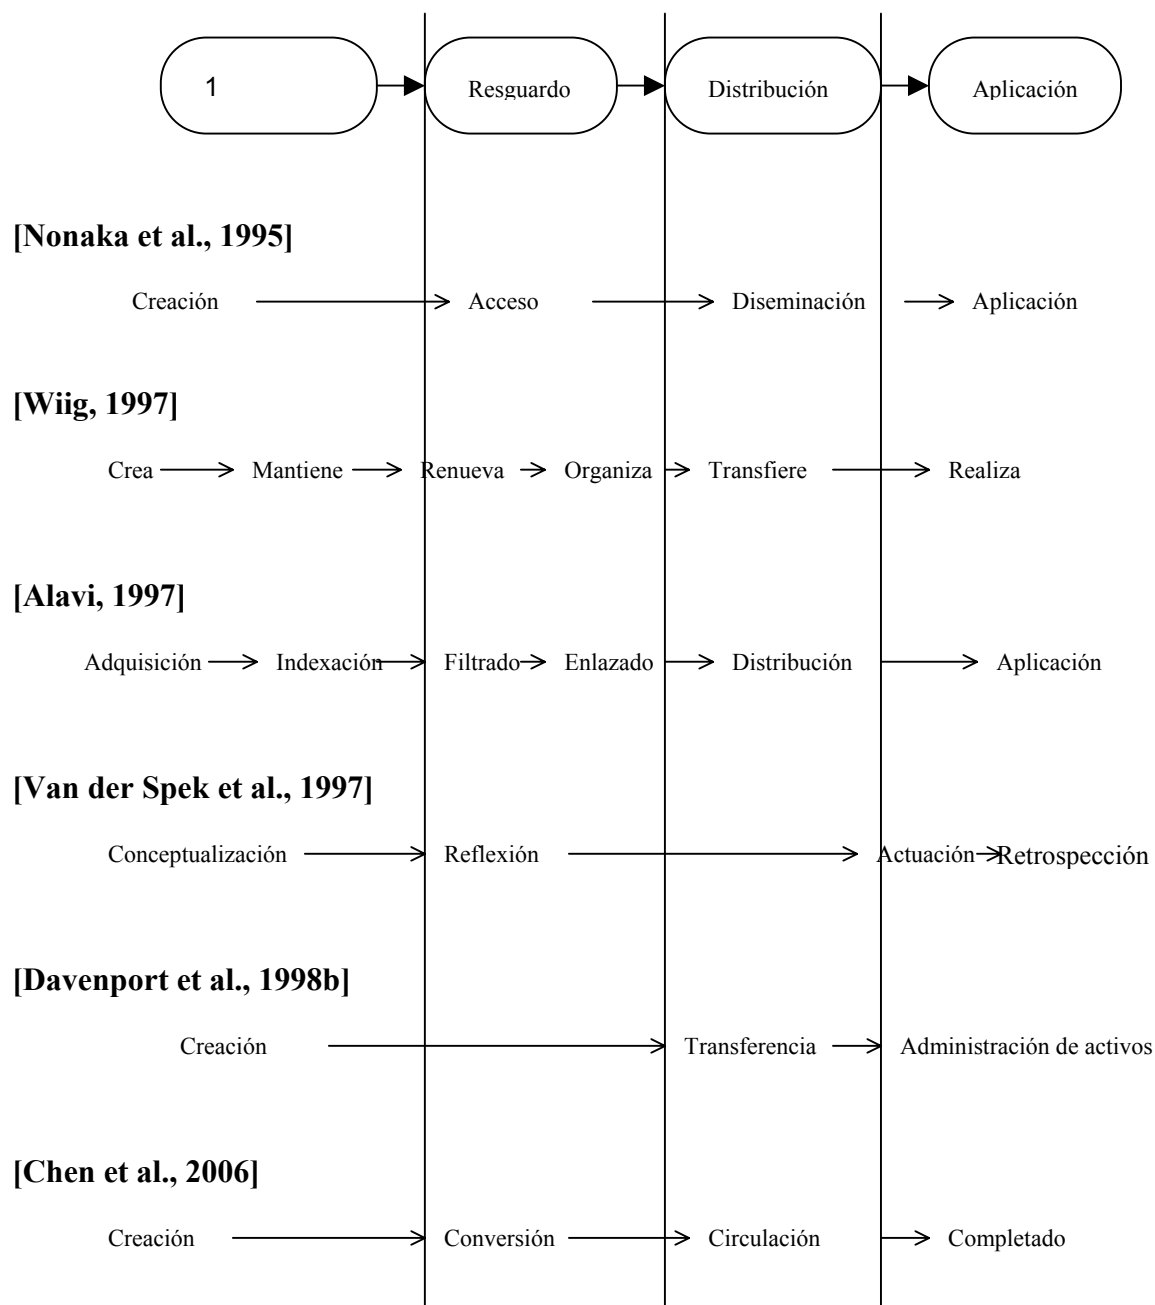 1 Resguardo Distribución Aplicación
[Nonaka et al., 1995]
Creación Acceso Diseminación Aplicación
[Wiig, 1997]
Crea Mantiene Renueva Organiza Transfiere Realiza
[Alavi, 1997]
Adquisición Indexación Filtrado Enlazado Distribución Aplicación
[Van der Spek et al., 1997]
Conceptualización Reflexión Actuación Retrospección
[Davenport et al., 1998b]
Creación Transferencia Administración de activos
[Chen et al., 2006]
Creación Conversión Circulación Completado